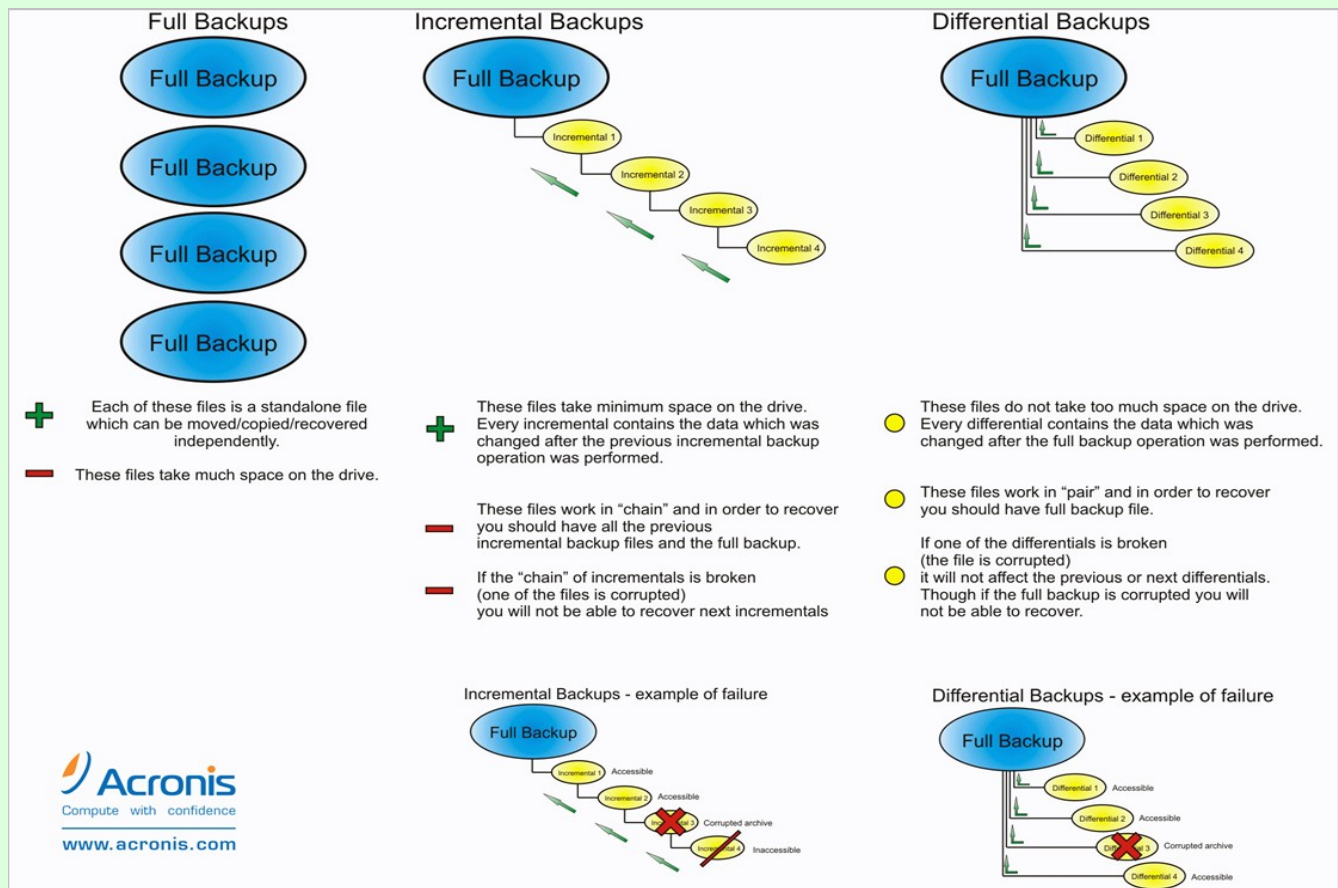 Full Backups
Full Backup
Full Backup
Full Backup
Full Backup
Each of these files is a standalone file
which can be moved/copied/recovered
independently.
These files take much space on the drive.
Incremental Backups
Full Backup
Incremental 1
Incremental 2
Incremental 3
Incremental 4
These files take minimum space on the drive.
Every incremental contains the data which was
changed after the previous incremental backup
operation was performed.
These files work in “chain” and in order to recover
you should have all the previous
incremental backup files and the full backup.
If the “chain” of incrementals is broken
(one of the files is corrupted)
you will not be able to recover next incrementals
Differential Backups
Full Backup
Differential 1
Differential 2
Differential 3
Differential 4
These files do not take too much space on the drive.
Every differential contains the data which was
changed after the full backup operation was performed.
These files work in “pair” and in order to recover
you should have full backup file.
If one of the differentials is broken
(the file is corrupted)
it will not affect the previous or next differentials.
Though if the full backup is corrupted you will
not be able to recover.
Incremental Backups - example of failure
Full Backup
Incremental 1 Accessible
Incremental 2 Accessible
Incremental 3 Corrupted archive
Incremental 4 Inaccessible
Differential Backups - example of failure
Full Backup
Differential 1 Accessible
Differential 2 Accessible
Differential 3 Corrupted archive
Differential 4 Accessible
Acronis
Compute with confidence
www.acronis.com